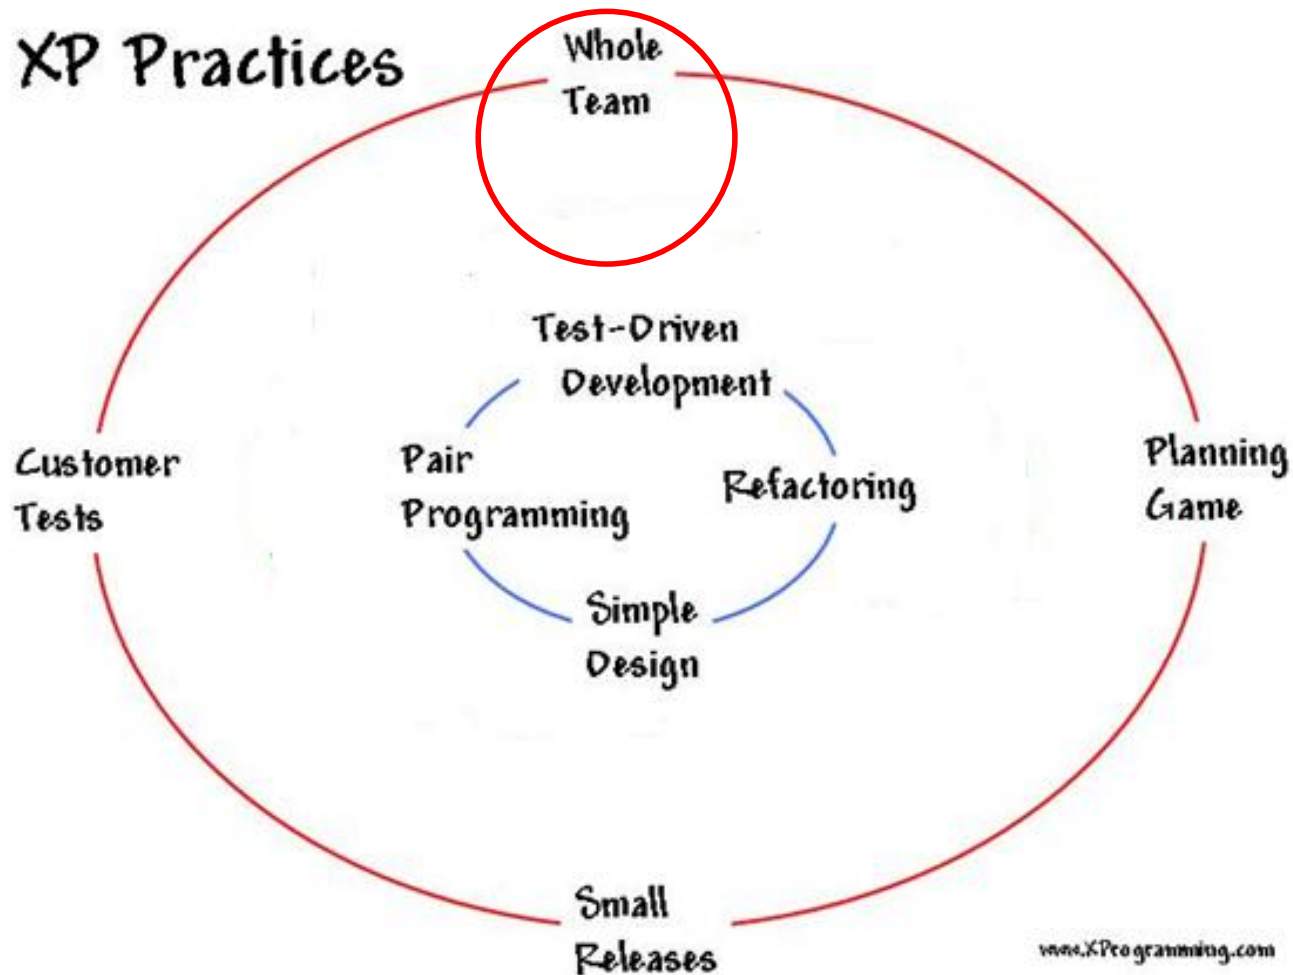 XP Practices
Whole
Team
Test-Driven
Development
Customer
Tests
Pair
Programming
Refactoring
Planning
Game
Simple
Design
Small
Releases
www.XProgramming.com